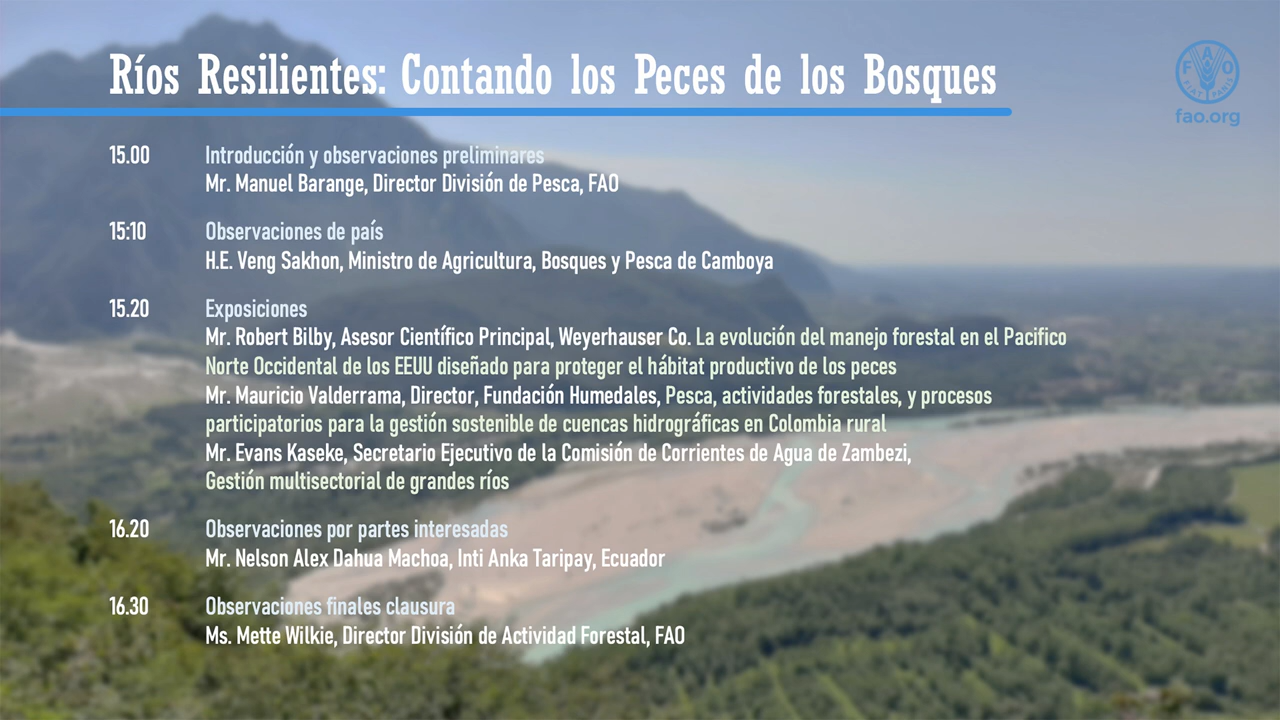 Ríos Resilientes: Contando los Peces de los Bosques
F A O
FIAT PANIS
fao.org
15.00 Introducción y observaciones preliminares
Mr. Manuel Barange, Director División de Pesca, FAO
15:10 Observaciones de país
H.E. Veng Sakhon, Ministro de Agricultura, Bosques y Pesca de Camboya
15.20 Exposiciones
Mr. Robert Bilby, Asesor Científico Principal, Weyerhauser Co. La evolución del manejo forestal en el Pacifico
Norte Occidental de los EEUU diseñado para proteger el hábitat productivo de los peces
Mr. Mauricio Valderrama, Director, Fundación Humedales, Pesca, actividades forestales, y procesos
participatorios para la gestión sostenible de cuencas hidrográficas en Colombia rural
Mr. Evans Kaseke, Secretario Ejecutivo de la Comisión de Corrientes de Agua de Zambezi,
Gestión multisectorial de grandes ríos
16.20 Observaciones por partes interesadas
Mr. Nelson Alex Dahua Machoa, Inti Anka Taripay, Ecuador
16.30 Observaciones finales clausura
Ms. Mette Wilkie, Director División de Actividad Forestal, FAO